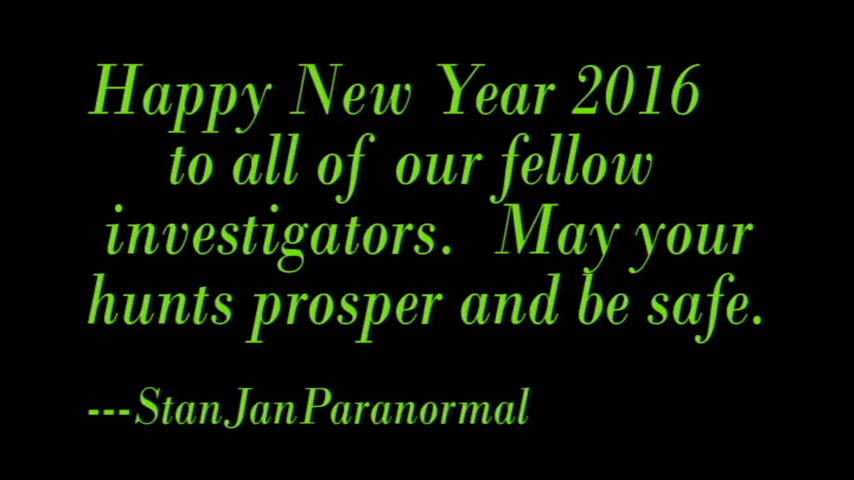 Happy New Year 2016
to all of our fellow
investigators. May your
hunts prosper and be safe.
---StanJanParanormal